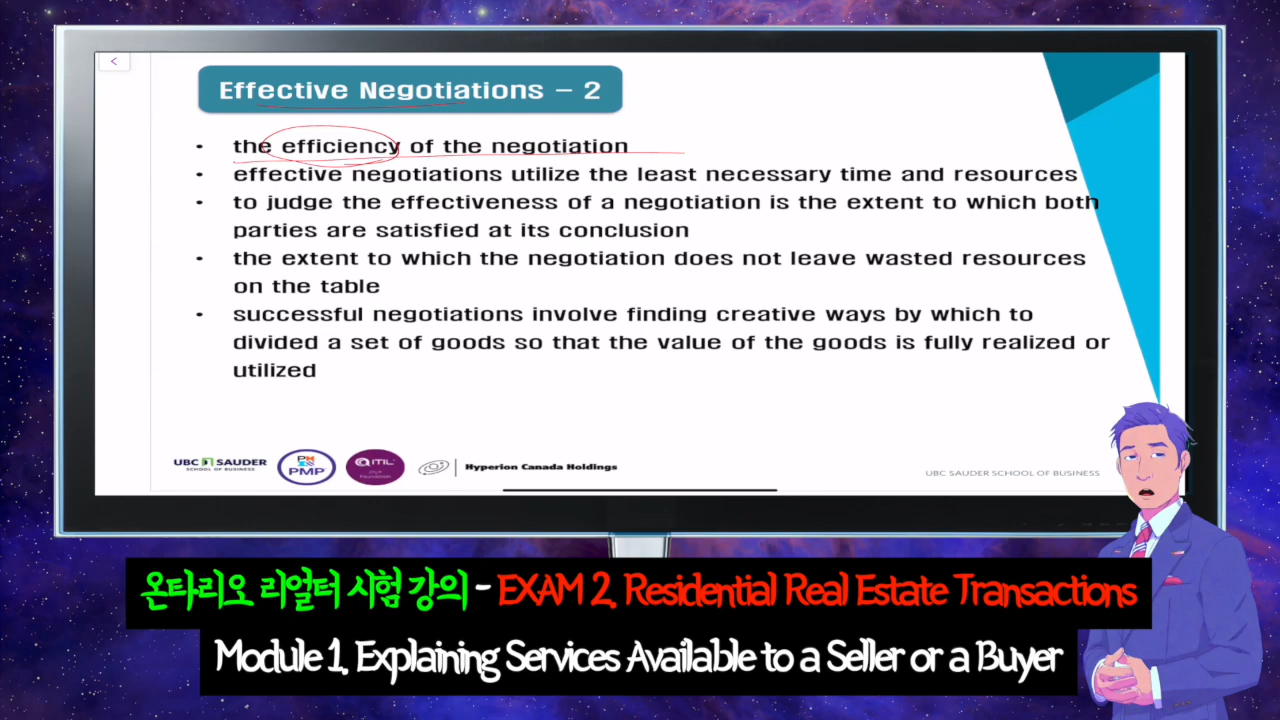 <
Effective Negotiations – 2
• the efficiency of the negotiation
• effective negotiations utilize the least necessary time and resources
• to judge the effectiveness of a negotiation is the extent to which both
parties are satisfied at its conclusion
• the extent to which the negotiation does not leave wasted resources
on the table
• successful negotiations involve finding creative ways by which to
divided a set of goods so that the value of the goods is fully realized or
utilized
UBC SAUDER
SCHOOL OF BUSINESS
PMP
ITIL
Foundation
Hyperion Canada Holdings
UBC SAUDER SCHOOL OF BUSINESS
온타리오 리얼터 시험 강의 - EXAM 2, Residential Real Estate Transactions
Module 1, Explaining Services Available to a Seller or a Buyer